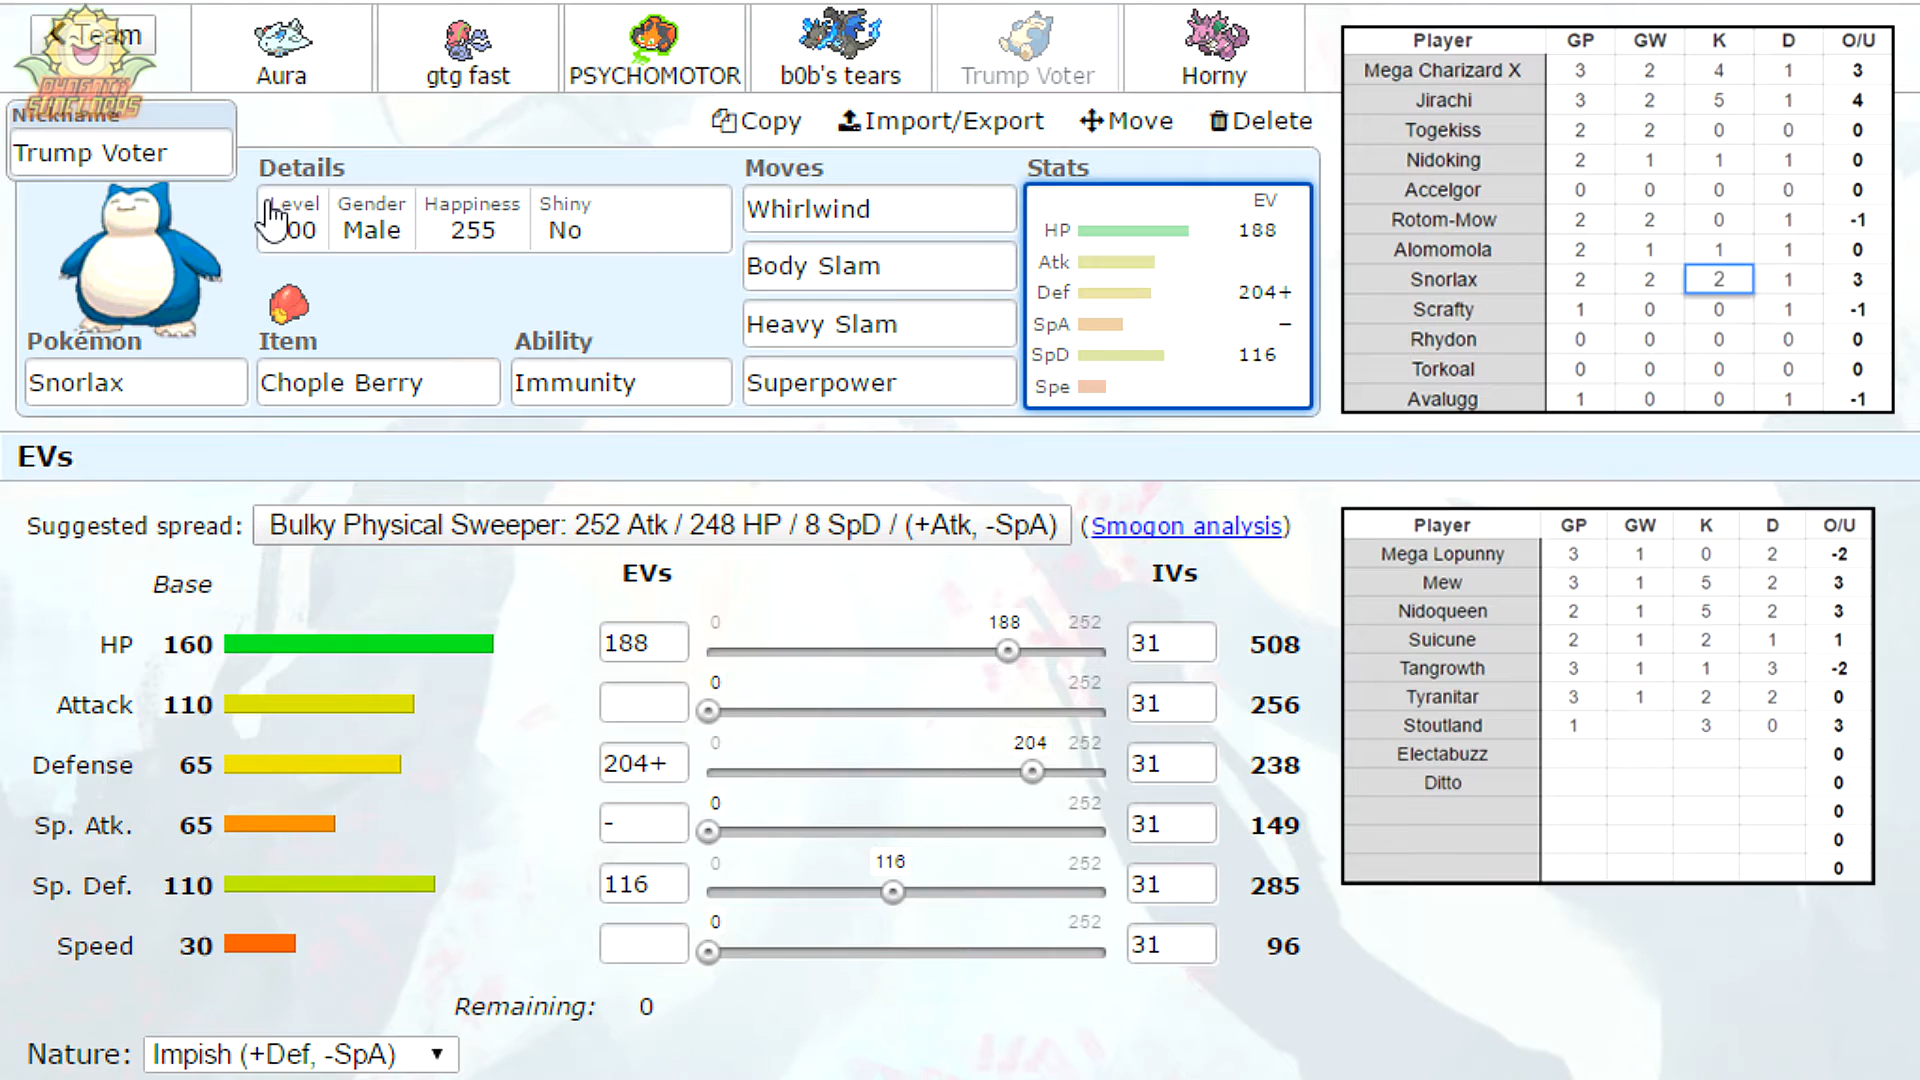 Team
Aura
gtg fast
PSYCHOMOTOR
b0b's tears
Trump Voter
Horny
DYNAMITE
SUNFLORAS
Copy
Import/Export
Move
Delete
Nickname
Trump Voter
Details
Level
Gender
Happiness
Shiny
00
Male
255
No
Pokémon
Snorlax
Item
Chople Berry
Ability
Immunity
Moves
Whirlwind
Body Slam
Heavy Slam
Superpower
Stats
EV
HP 188
Atk
Def 204+
SpA −
SpD 116
Spe
Player GP GW K D O/U
Mega Charizard X 3 2 4 1 3
Jirachi 3 2 5 1 4
Togekiss 2 2 0 0 0
Nidoking 2 1 1 1 0
Accelgor 0 0 0 0 0
Rotom-Mow 2 2 0 1 -1
Alomomola 2 1 1 1 0
Snorlax 2 2 2 1 3
Scrafty 1 0 0 1 -1
Rhydon 0 0 0 0 0
Torkoal 0 0 0 0 0
Avalugg 1 0 0 1 -1
EVs
Suggested spread: Bulky Physical Sweeper: 252 Atk / 248 HP / 8 SpD / (+Atk, -SpA) (Smogon analysis)
Base EVs IVs
0 188 252
HP 160 188 31 508
0 252
Attack 110 31 256
0 204 252
Defense 65 204+ 31 238
0 252
Sp. Atk. 65 - 31 149
0 116 252
Sp. Def. 110 116 31 285
0 252
Speed 30 31 96
Remaining: 0
Nature: Impish (+Def, -SpA)
Player GP GW K D O/U
Mega Lopunny 3 1 0 2 -2
Mew 3 1 5 2 3
Nidoqueen 2 1 5 2 3
Suicune 2 1 2 1 1
Tangrowth 3 1 1 3 -2
Tyranitar 3 1 2 2 0
Stoutland 1 3 0 3
Electabuzz 0
Ditto 0
0
0
0